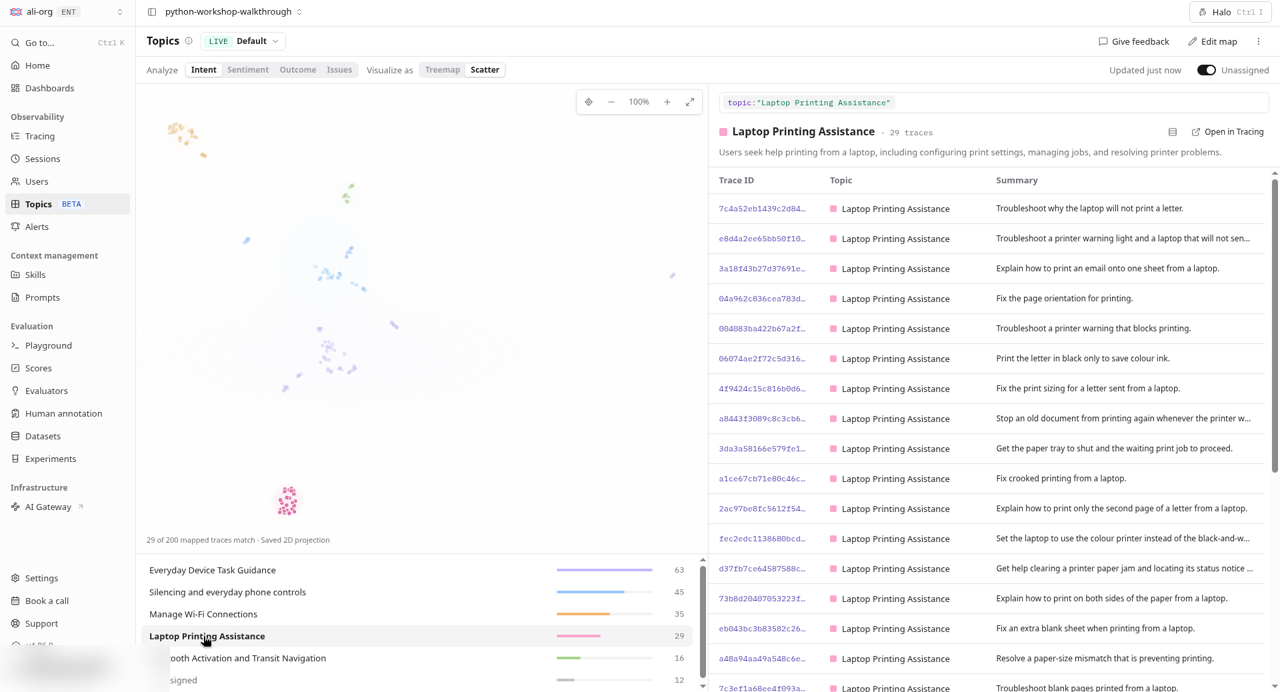 ali-org ENT
python-workshop-walkthrough
Halo Ctrl I
Go to... Ctrl K
Home
Dashboards
Observability
Tracing
Sessions
Users
Topics BETA
Alerts
Context management
Skills
Prompts
Evaluation
Playground
Scores
Evaluators
Human annotation
Datasets
Experiments
Infrastructure
AI Gateway
Settings
Book a call
Support
Topics LIVE Default
Give feedback Edit map
Analyze Intent Sentiment Outcome Issues Visualize as Treemap Scatter
Updated just now Unassigned
100%
29 of 200 mapped traces match · Saved 2D projection
Everyday Device Task Guidance 63
Silencing and everyday phone controls 45
Manage Wi-Fi Connections 35
Laptop Printing Assistance 29
ooth Activation and Transit Navigation 16
signed 12
topic:"Laptop Printing Assistance"
Laptop Printing Assistance · 29 traces
Open in Tracing
Users seek help printing from a laptop, including configuring print settings, managing jobs, and resolving printer problems.
Trace ID Topic Summary
7c4a52eb1439c2d84… Laptop Printing Assistance Troubleshoot why the laptop will not print a letter.
e8d4a2ee65bb50f10… Laptop Printing Assistance Troubleshoot a printer warning light and a laptop that will not sen…
3a18f43b27d37691e… Laptop Printing Assistance Explain how to print an email onto one sheet from a laptop.
04a962c836cea783d… Laptop Printing Assistance Fix the page orientation for printing.
004083ba422b67a2f… Laptop Printing Assistance Troubleshoot a printer warning that blocks printing.
06074ae2f72c5d316… Laptop Printing Assistance Print the letter in black only to save colour ink.
4f9424c15c816b0d6… Laptop Printing Assistance Fix the print sizing for a letter sent from a laptop.
a8443f3089c8c3cb6… Laptop Printing Assistance Stop an old document from printing again whenever the printer w…
3da3a58166e579fe1… Laptop Printing Assistance Get the paper tray to shut and the waiting print job to proceed.
a1ce67cb71e80c46c… Laptop Printing Assistance Fix crooked printing from a laptop.
2ac97be8fc5612f54… Laptop Printing Assistance Explain how to print only the second page of a letter from a laptop.
fec2edc1138680bcd… Laptop Printing Assistance Set the laptop to use the colour printer instead of the black-and-w…
d37fb7ce64587588c… Laptop Printing Assistance Get help clearing a printer paper jam and locating its status notice …
73b8d20407053223f… Laptop Printing Assistance Explain how to print on both sides of the paper from a laptop.
eb043bc3b83582c26… Laptop Printing Assistance Fix an extra blank sheet when printing from a laptop.
a48a94aa49a548c6e… Laptop Printing Assistance Resolve a paper-size mismatch that is preventing printing.
7c3ef1a68ee4f093a… Laptop Printing Assistance Troubleshoot blank pages printed from a laptop.